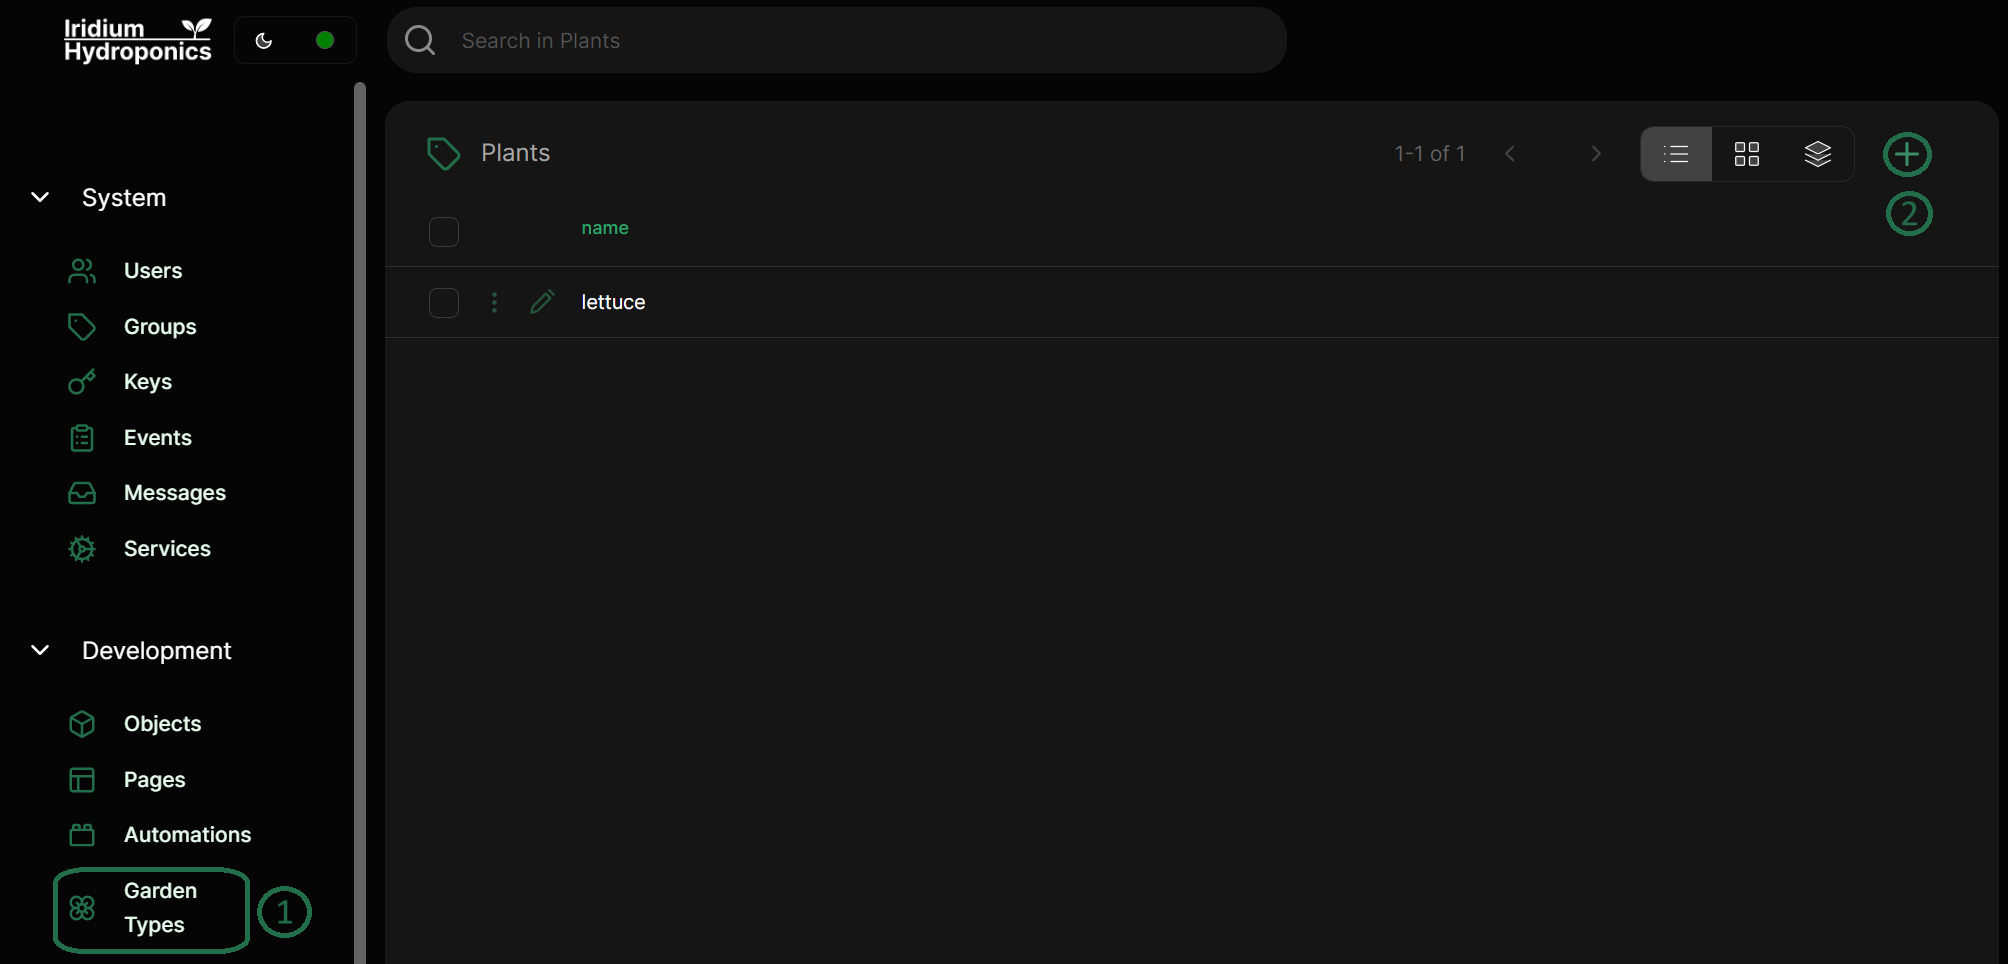 Iridium
Hydroponics
Search in Plants
System
Users
Groups
Keys
Events
Messages
Services
Development
Objects
Pages
Automations
Garden
Types
1
Plants
1-1 of 1
2
name
lettuce